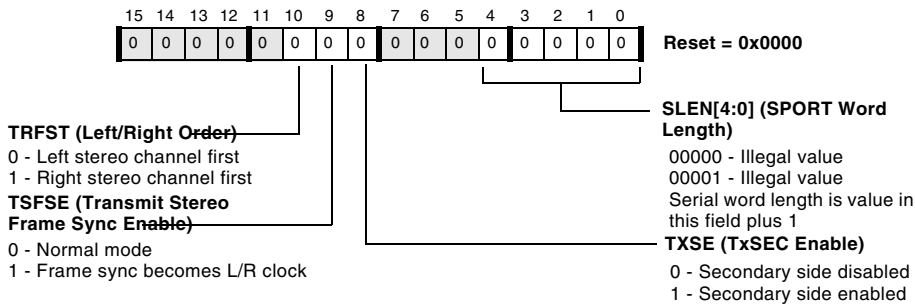 15 14 13 12 11 10 9 8 7 6 5 4 3 2 1 0
0 0 0 0 0 0 0 0 0 0 0 0 0 0 0 0
Reset = 0x0000
TRFST (Left/Right Order)
0 - Left stereo channel first
1 - Right stereo channel first
TSFSE (Transmit Stereo
Frame Sync Enable)
0 - Normal mode
1 - Frame sync becomes L/R clock
SLEN[4:0] (SPORT Word
Length)
00000 - Illegal value
00001 - Illegal value
Serial word length is value in
this field plus 1
TXSE (TxSEC Enable)
0 - Secondary side disabled
1 - Secondary side enabled